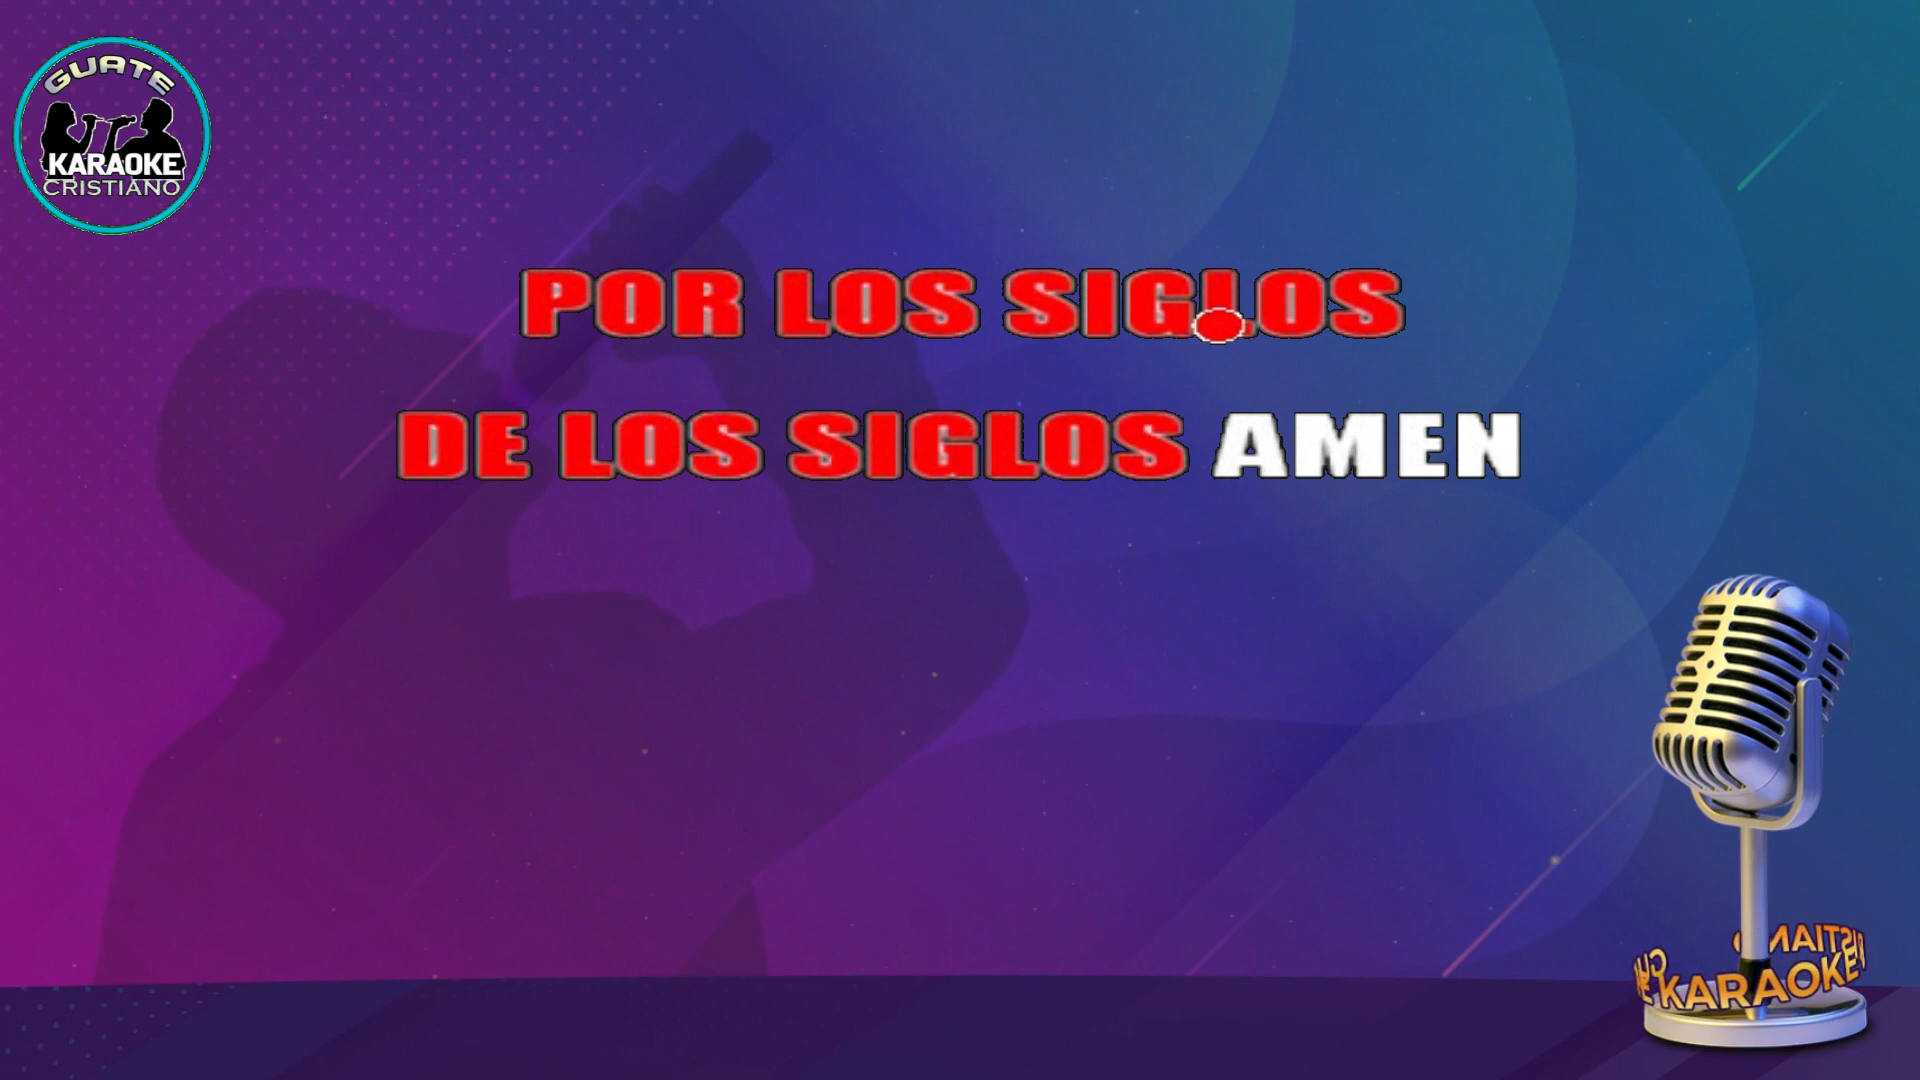 GUATE
KARAOKE
CRISTIANO
POR LOS SIGLOS
DE LOS SIGLOS AMEN
KARAOKE